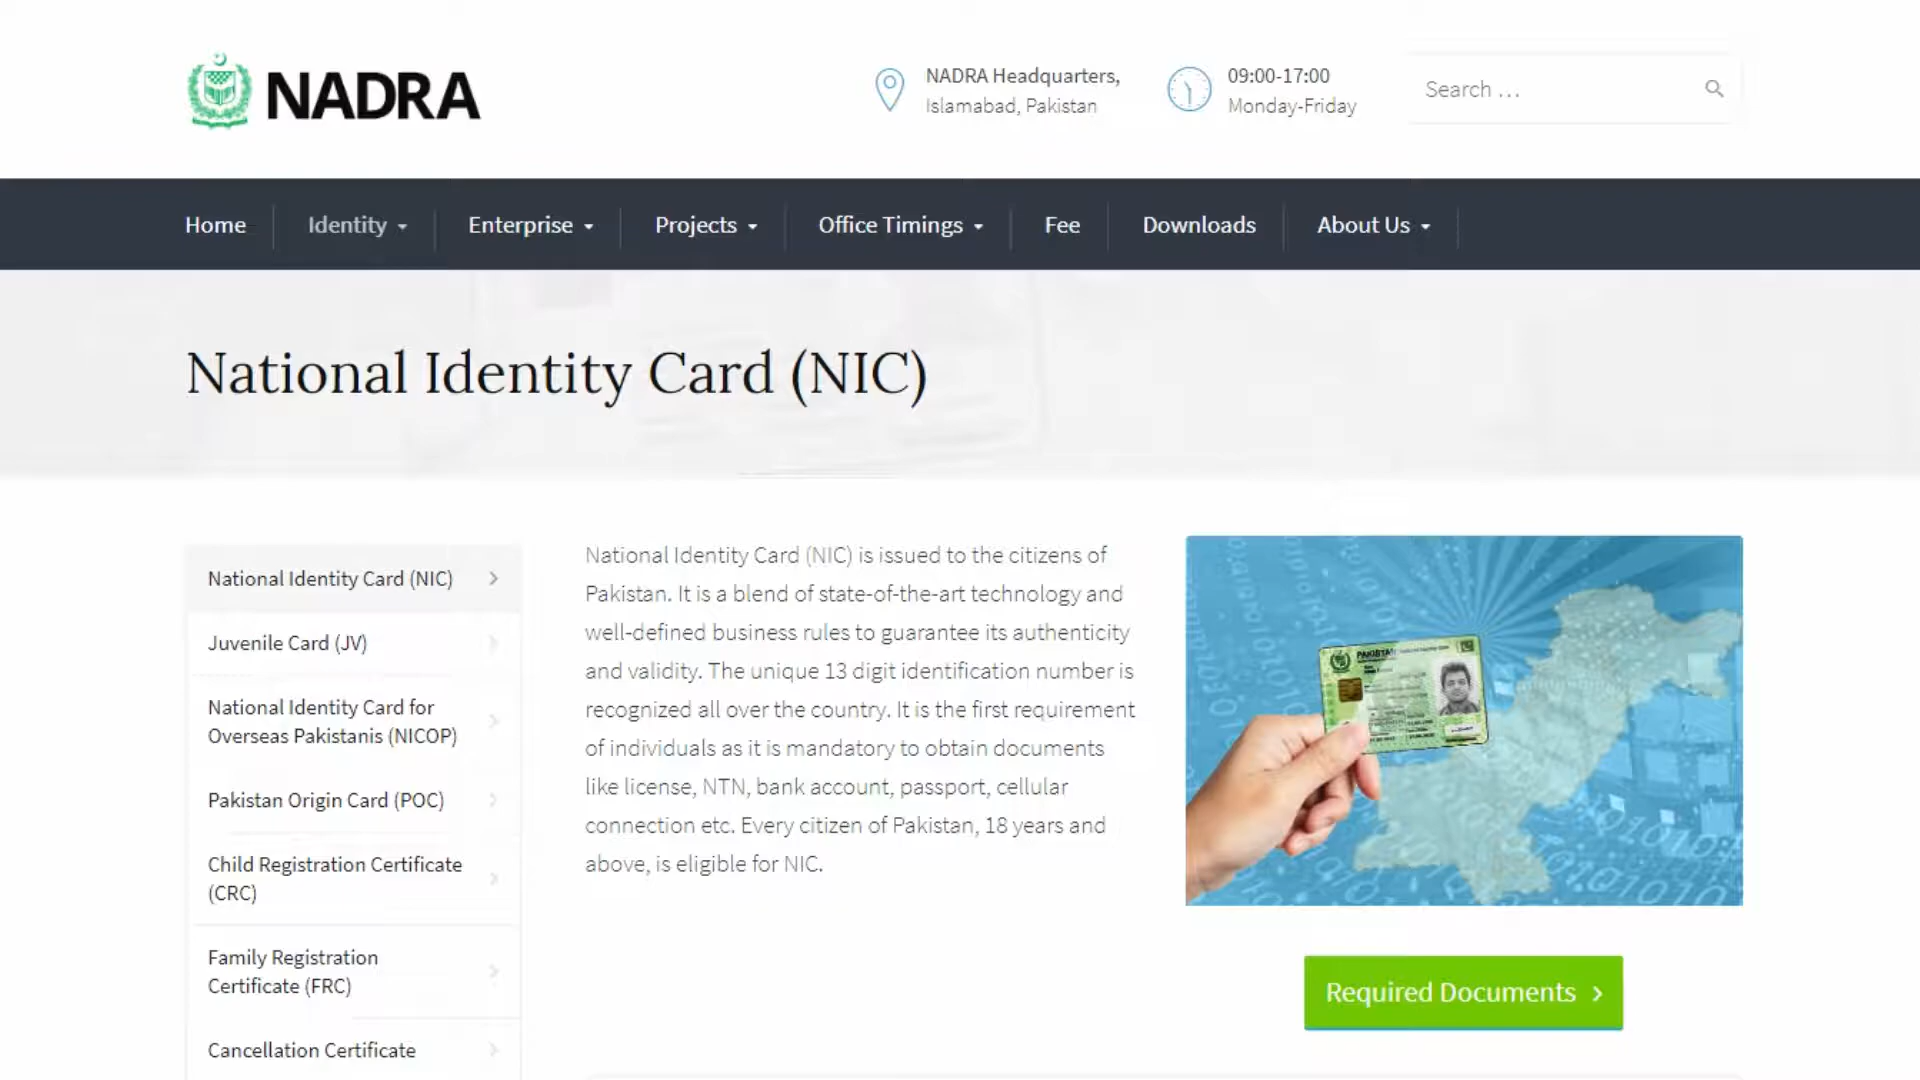 NADRA
NADRA Headquarters,
Islamabad, Pakistan
09:00-17:00
Monday-Friday
Search ...
Home
Identity
Enterprise
Projects
Office Timings
Fee
Downloads
About Us
National Identity Card (NIC)
National Identity Card (NIC)
Juvenile Card (JV)
National Identity Card for
Overseas Pakistanis (NICOP)
Pakistan Origin Card (POC)
Child Registration Certificate
(CRC)
Family Registration
Certificate (FRC)
Cancellation Certificate
National Identity Card (NIC) is issued to the citizens of
Pakistan. It is a blend of state-of-the-art technology and
well-defined business rules to guarantee its authenticity
and validity. The unique 13 digit identification number is
recognized all over the country. It is the first requirement
of individuals as it is mandatory to obtain documents
like license, NTN, bank account, passport, cellular
connection etc. Every citizen of Pakistan, 18 years and
above, is eligible for NIC.
PAKISTAN
Required Documents